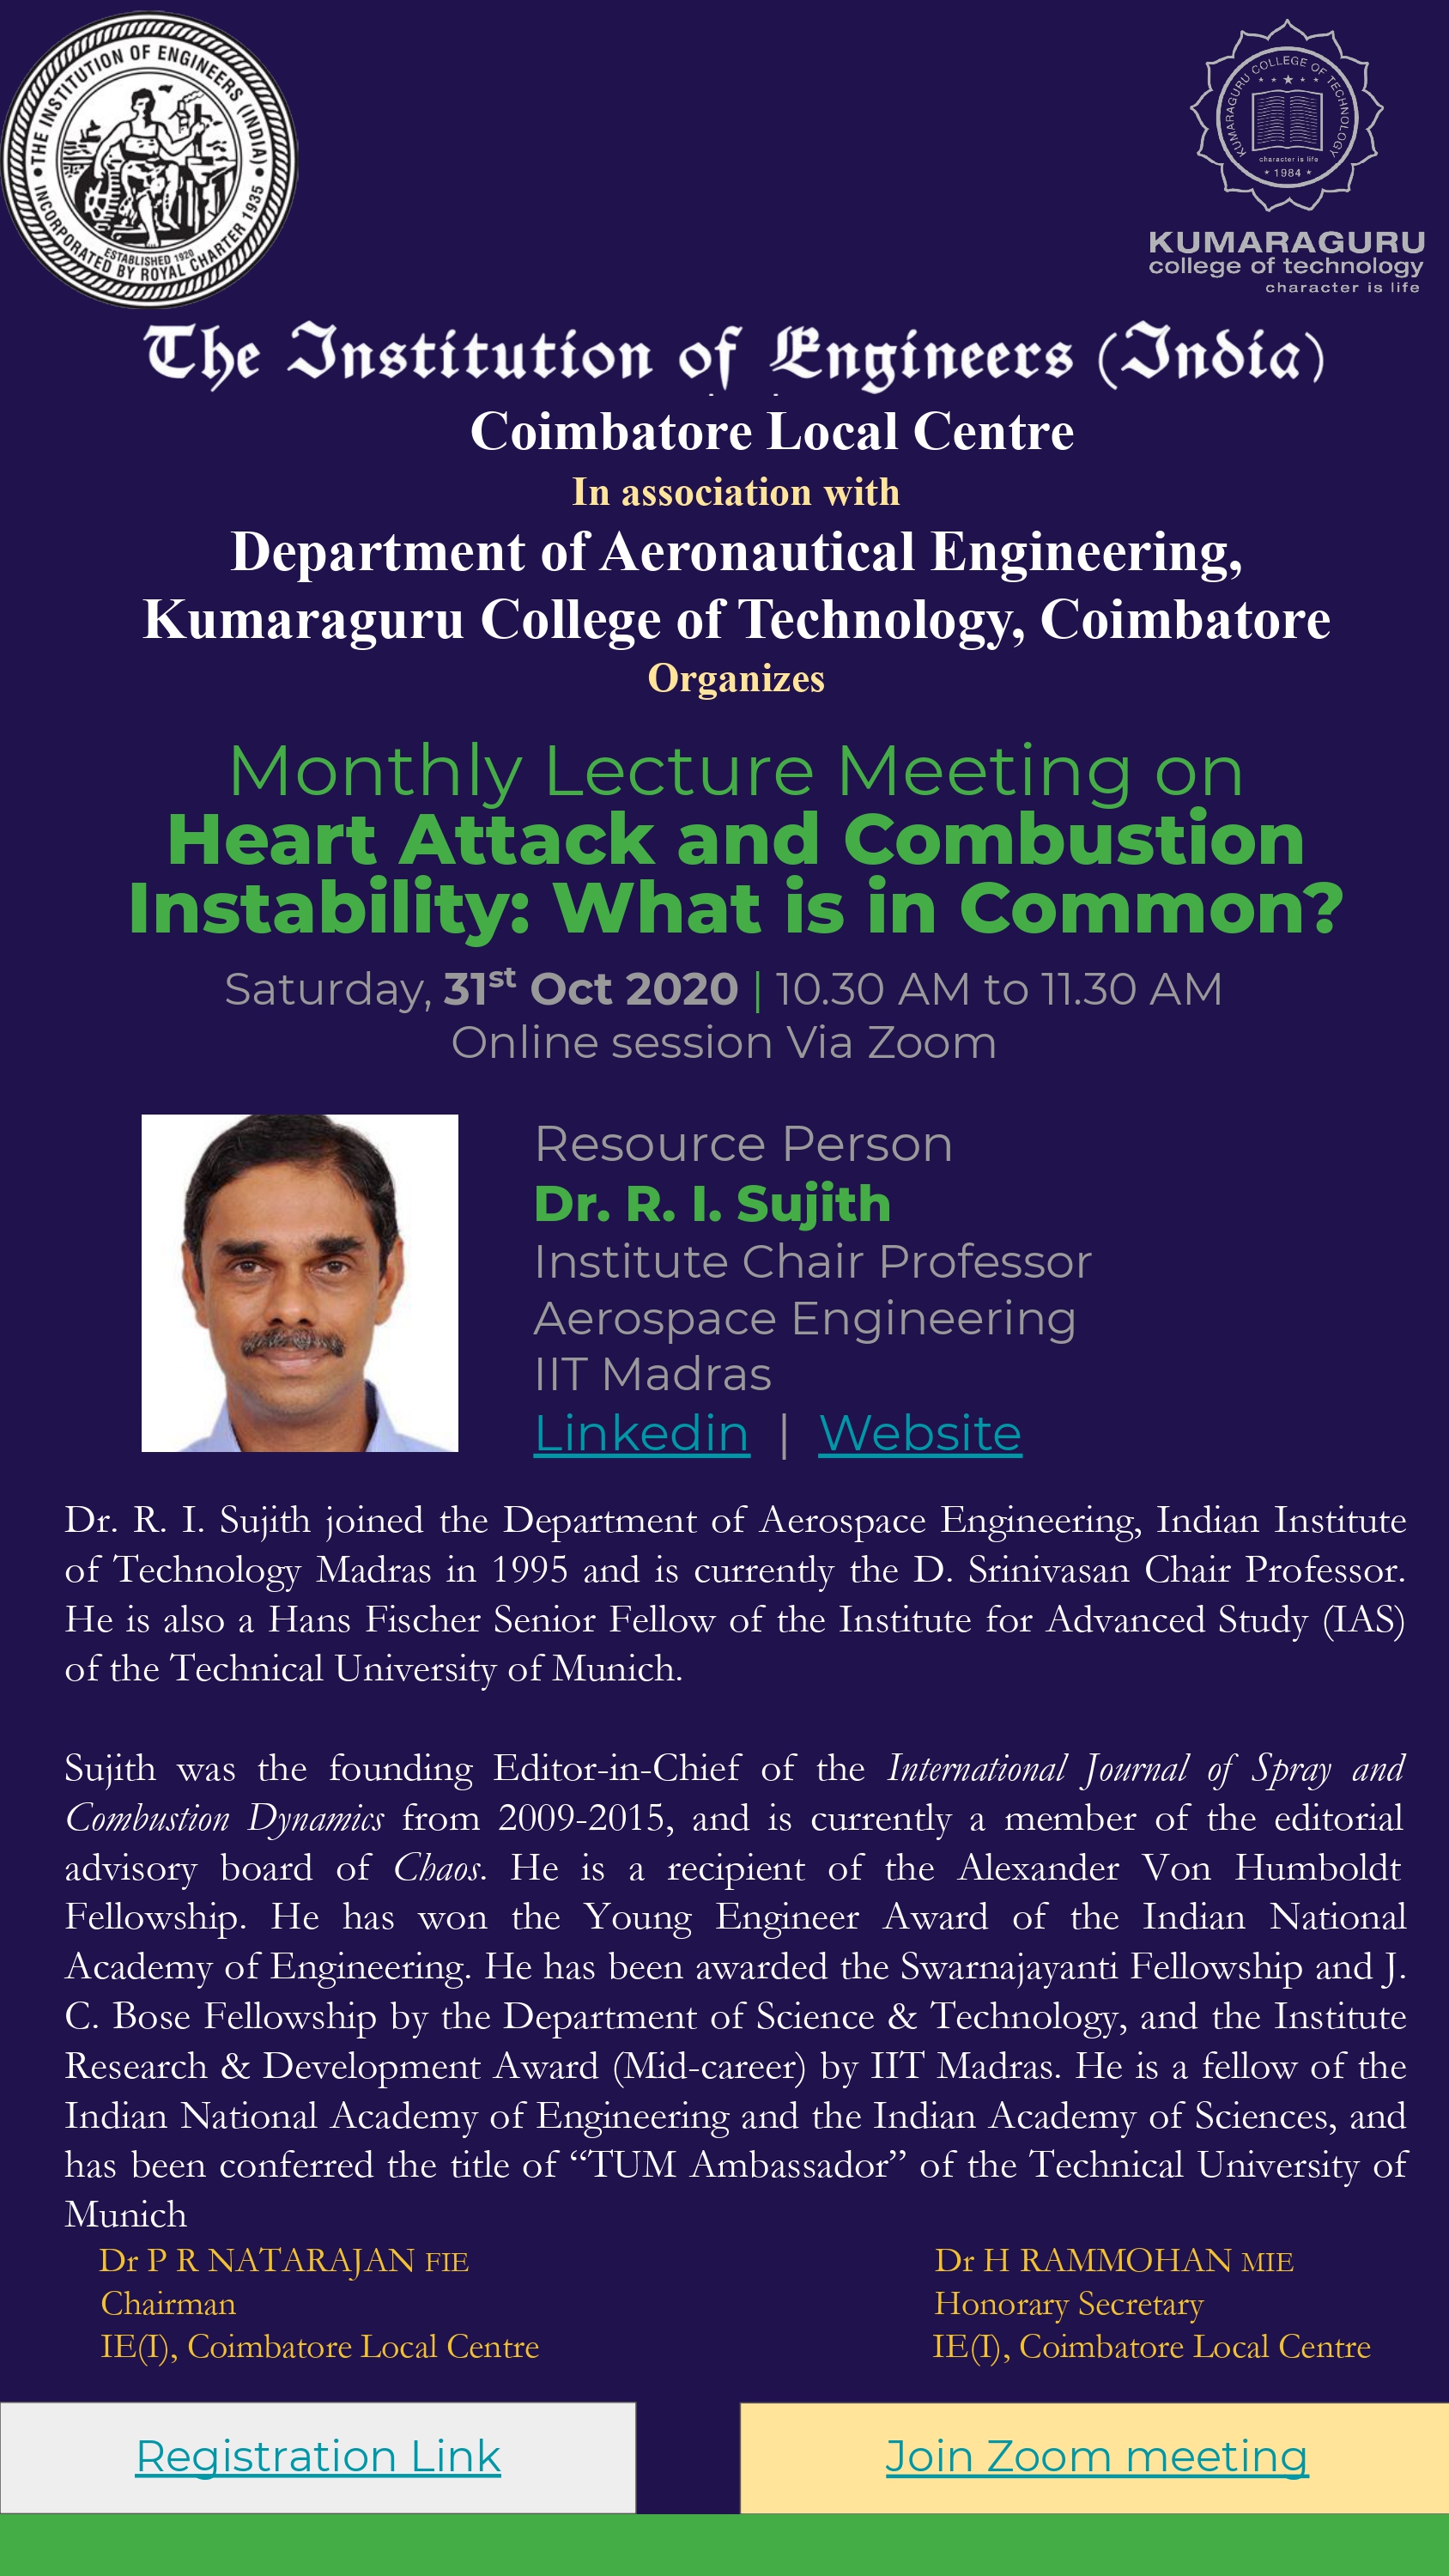 THE INSTITUTION OF ENGINEERS (INDIA)
INCORPORATED BY ROYAL CHARTER 1935
ESTABLISHED 1920
KUMARAGURU COLLEGE OF TECHNOLOGY
character is life
1984
KUMARAGURU
college of technology
character is life
The Institution of Engineers (India)
Coimbatore Local Centre
In association with
Department of Aeronautical Engineering,
Kumaraguru College of Technology, Coimbatore
Organizes
Monthly Lecture Meeting on
Heart Attack and Combustion
Instability: What is in Common?
Saturday, 31st Oct 2020 | 10.30 AM to 11.30 AM
Online session Via Zoom
Resource Person
Dr. R. I. Sujith
Institute Chair Professor
Aerospace Engineering
IIT Madras
Linkedin | Website
Dr. R. I. Sujith joined the Department of Aerospace Engineering, Indian Institute
of Technology Madras in 1995 and is currently the D. Srinivasan Chair Professor.
He is also a Hans Fischer Senior Fellow of the Institute for Advanced Study (IAS)
of the Technical University of Munich.
Sujith was the founding Editor-in-Chief of the International Journal of Spray and
Combustion Dynamics from 2009-2015, and is currently a member of the editorial
advisory board of Chaos. He is a recipient of the Alexander Von Humboldt
Fellowship. He has won the Young Engineer Award of the Indian National
Academy of Engineering. He has been awarded the Swarnajayanti Fellowship and J.
C. Bose Fellowship by the Department of Science & Technology, and the Institute
Research & Development Award (Mid-career) by IIT Madras. He is a fellow of the
Indian National Academy of Engineering and the Indian Academy of Sciences, and
has been conferred the title of “TUM Ambassador” of the Technical University of
Munich
Dr P R NATARAJAN FIE
Chairman
IE(I), Coimbatore Local Centre
Dr H RAMMOHAN MIE
Honorary Secretary
IE(I), Coimbatore Local Centre
Registration Link
Join Zoom meeting